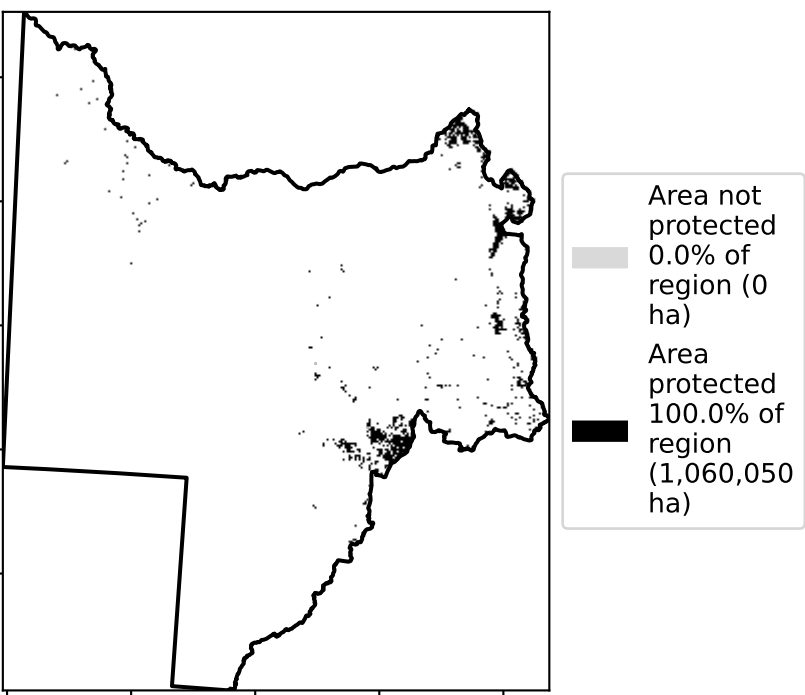 Area not
protected
0.0% of
region (0
ha)
Area
protected
100.0% of
region
(1,060,050
ha)